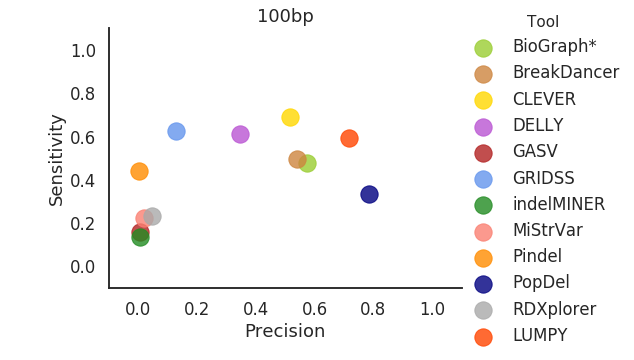 100bp
Sensitivity
1.0
0.8
0.6
0.4
0.2
0.0
0.0 0.2 0.4 0.6 0.8 1.0
Precision
Tool
BioGraph*
BreakDancer
CLEVER
DELLY
GASV
GRIDSS
indelMINER
MiStrVar
Pindel
PopDel
RDXplorer
LUMPY